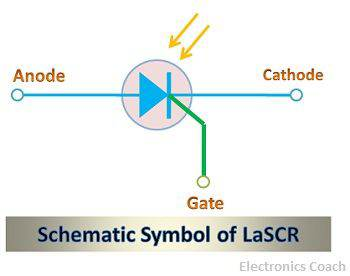 Anode
Cathode
Gate
Schematic Symbol of LaSCR
Electronics Coach